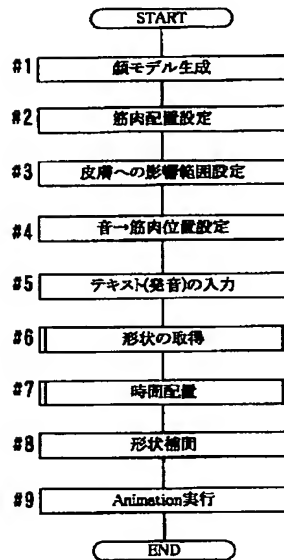 START
#1 顔モデル生成
#2 筋肉配置設定
#3 皮膚への影響範囲設定
#4 音→筋肉位置設定
#5 テキスト(発音)の入力
#6 形状の取得
#7 時間配置
#8 形状補間
#9 Animation実行
END